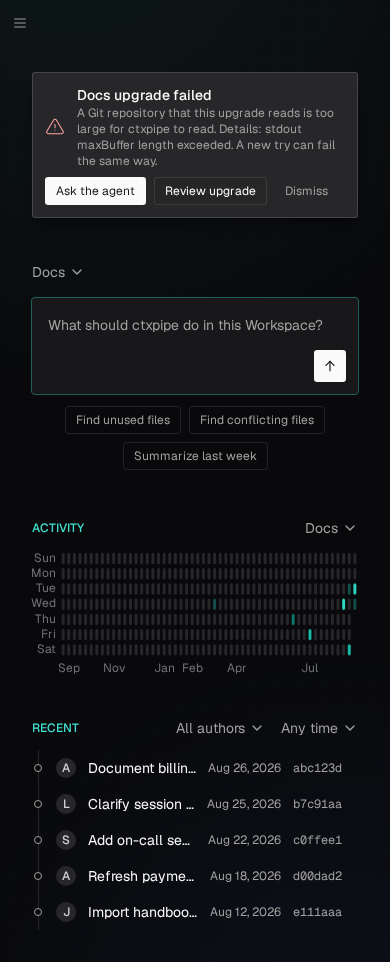 Docs upgrade failed
A Git repository that this upgrade reads is too
large for ctxpipe to read. Details: stdout
maxBuffer length exceeded. A new try can fail
the same way.
Ask the agent
Review upgrade
Dismiss
Docs
What should ctxpipe do in this Workspace?
Find unused files
Find conflicting files
Summarize last week
ACTIVITY
Docs
Sun
Mon
Tue
Wed
Thu
Fri
Sat
Sep Nov Jan Feb Apr Jul
RECENT
All authors
Any time
A Document billin... Aug 26, 2026 abc123d
L Clarify session ... Aug 25, 2026 b7c91aa
S Add on-call se... Aug 22, 2026 c0ffee1
A Refresh payme... Aug 18, 2026 d00dad2
J Import handboo... Aug 12, 2026 e111aaa